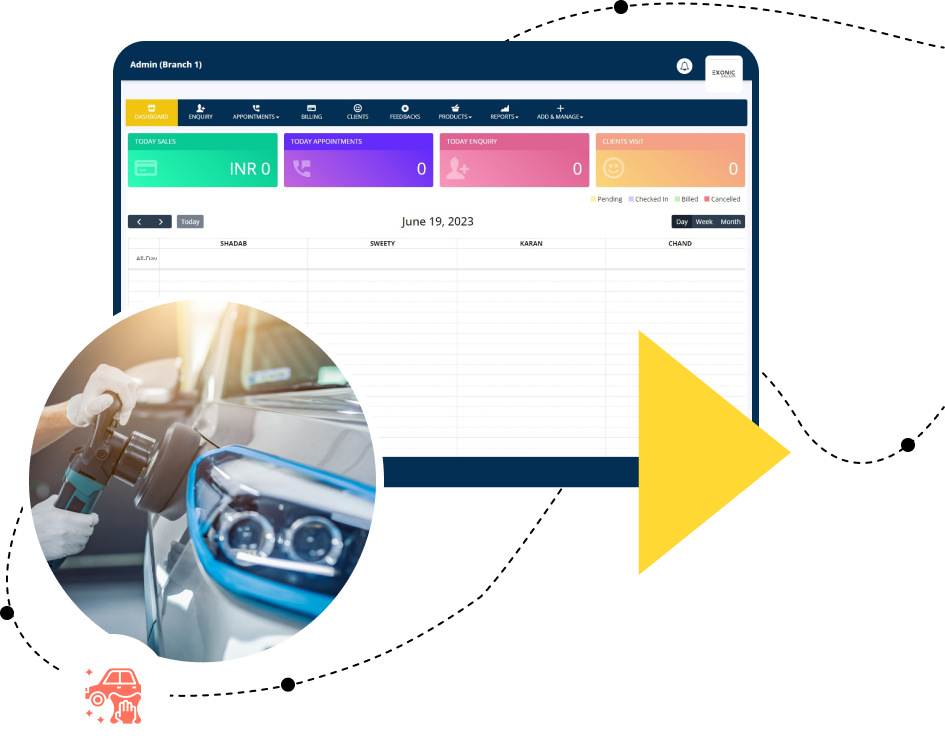 Admin (Branch 1)
EXONIC
DASHBOARD
ENQUIRY
APPOINTMENTS
BILLING
CLIENTS
FEEDBACKS
PRODUCTS
REPORTS
ADD & MANAGE
TODAY SALES
INR 0
TODAY APPOINTMENTS
0
TODAY ENQUIRY
0
CLIENTS VISIT
0
Pending Checked In Billed Cancelled
Today
June 19, 2023
Day Week Month
SHADAB SWEETY KARAN CHAND